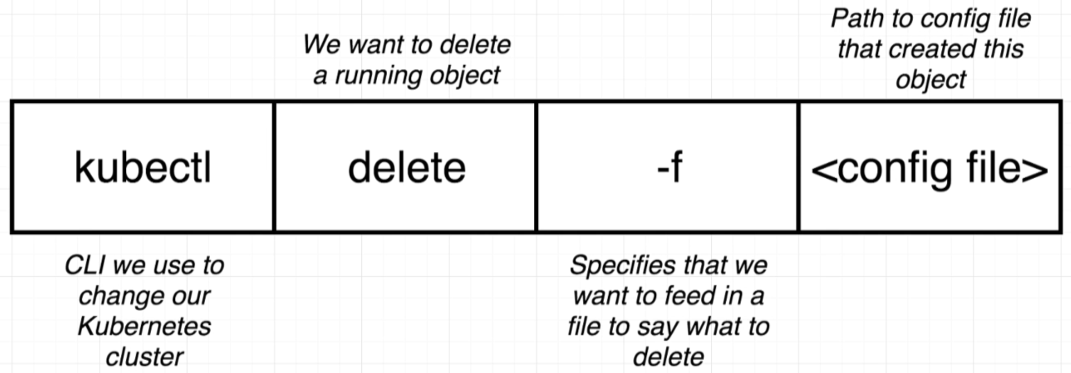 We want to delete
a running object
Path to config file
that created this
object
kubectl
delete
-f
<config file>
CLI we use to
change our
Kubernetes
cluster
Specifies that we
want to feed in a
file to say what to
delete